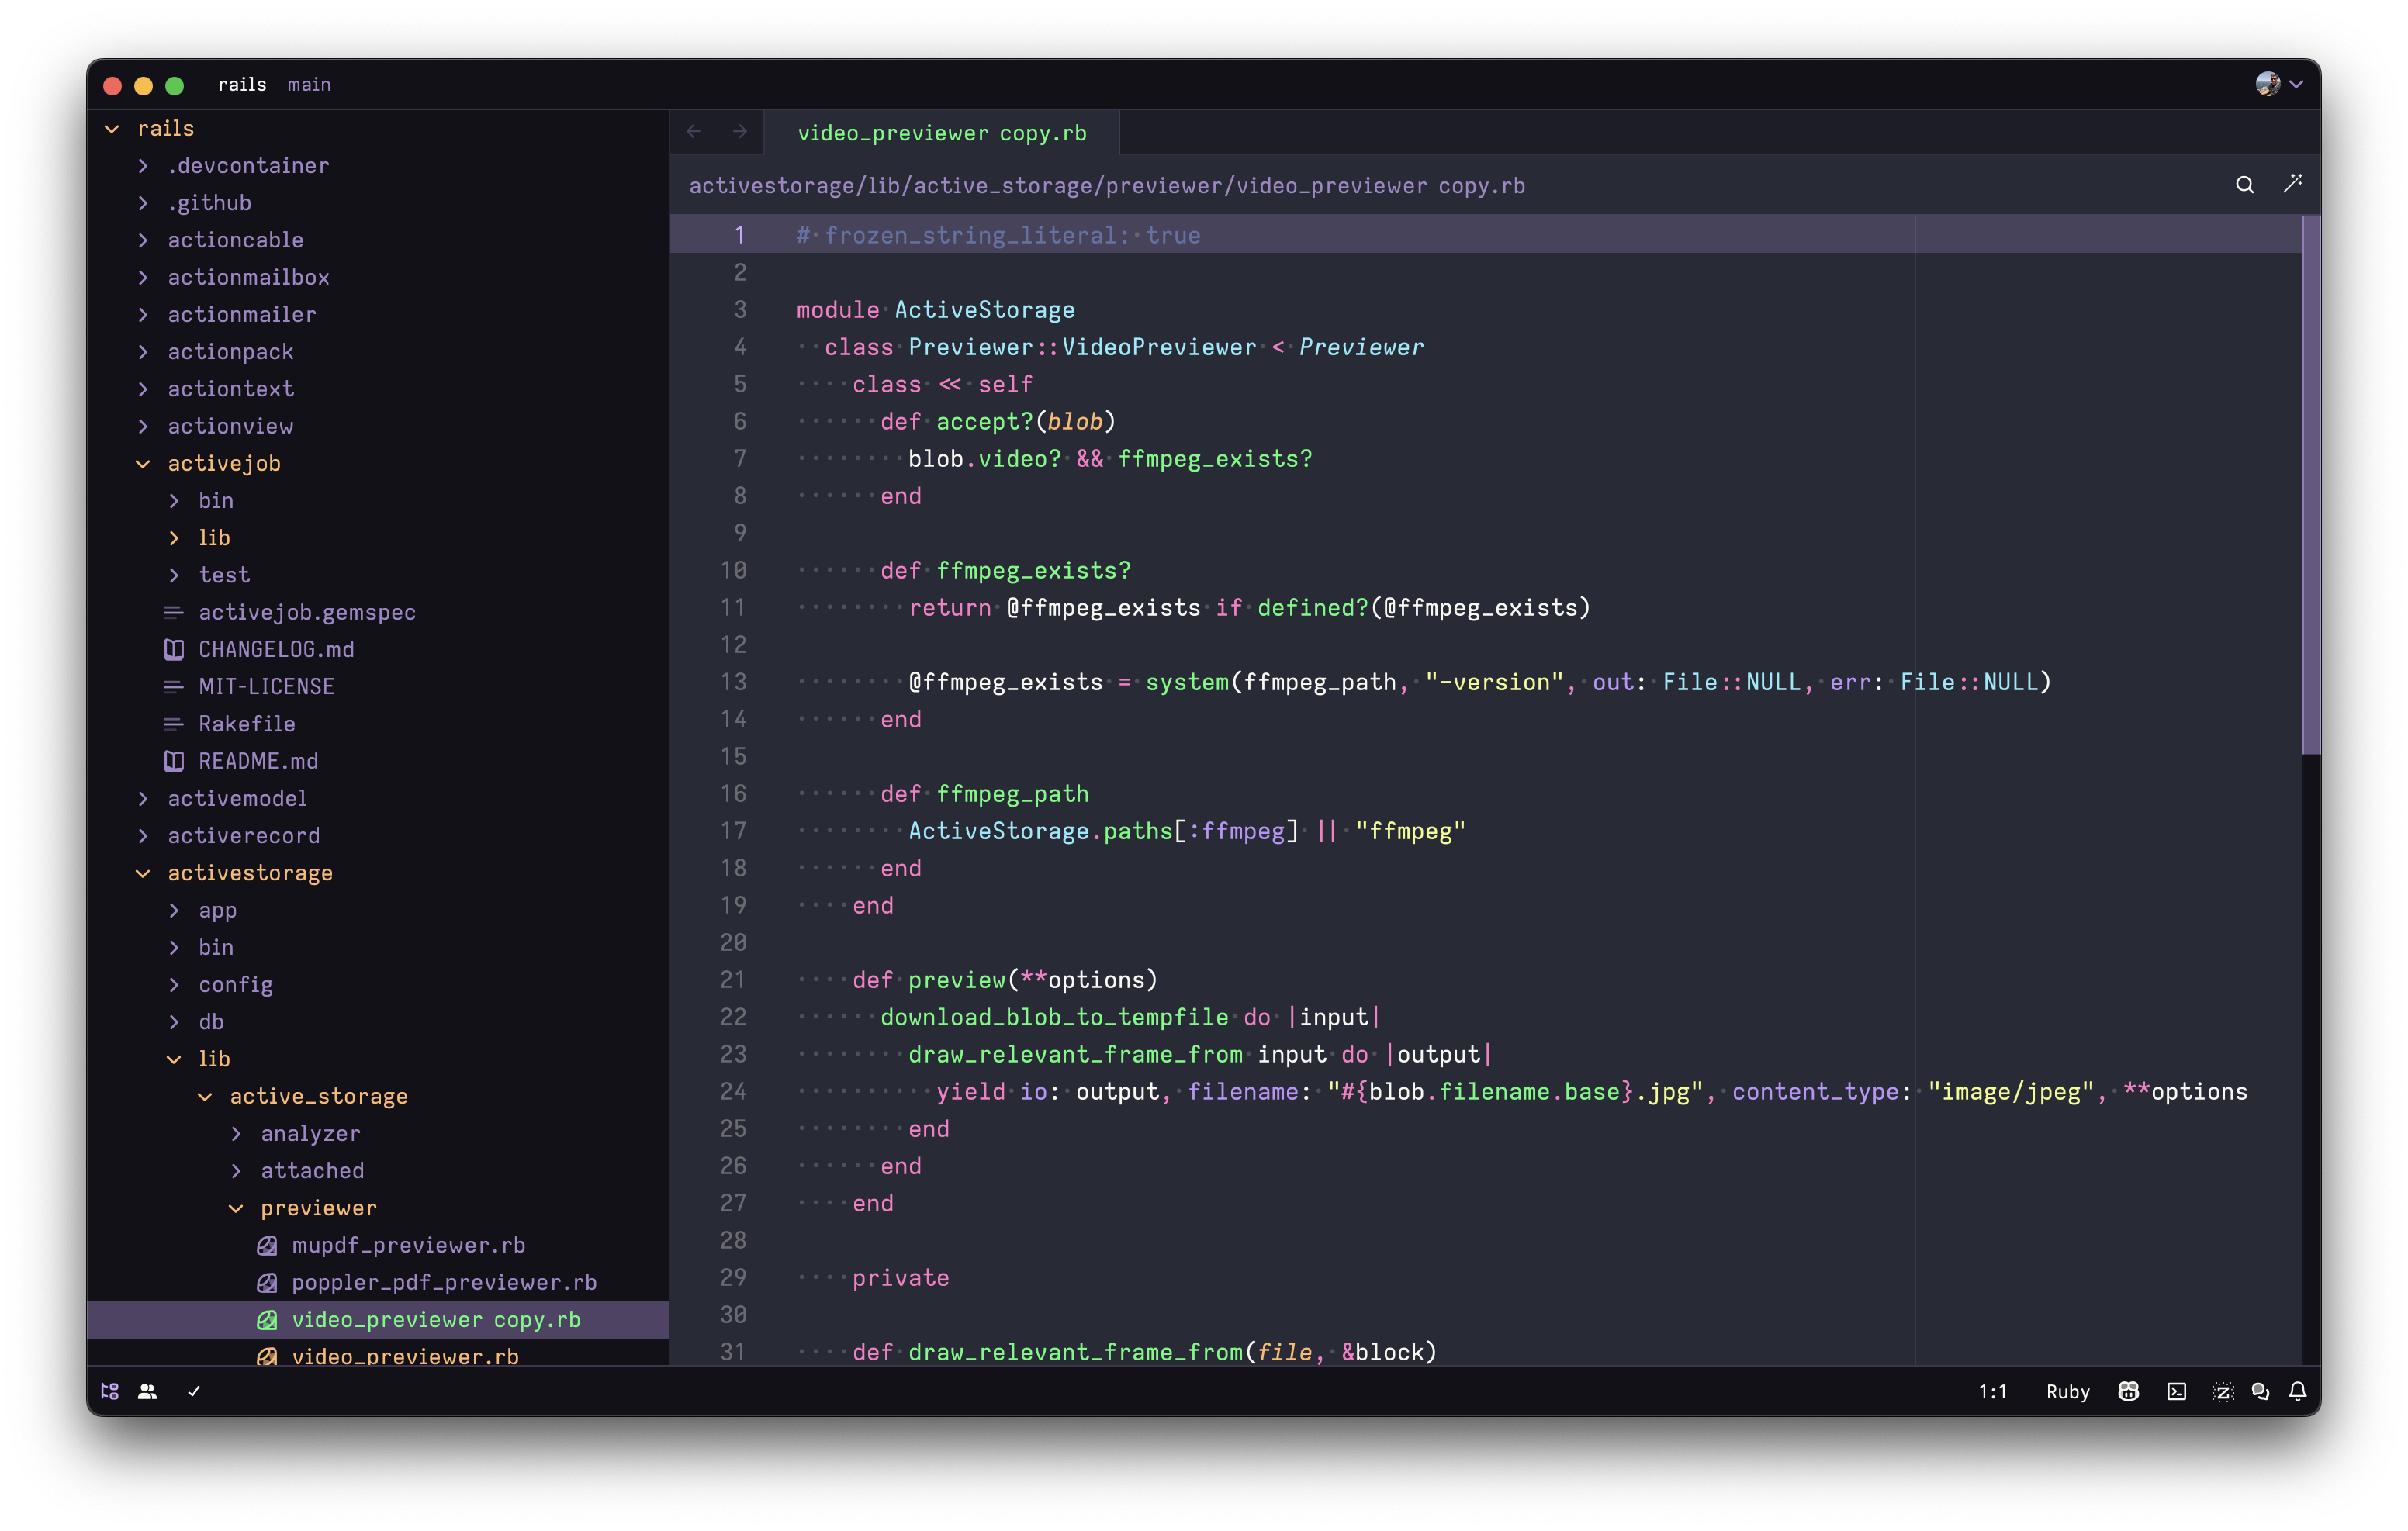 rails main
rails
.devcontainer
.github
actioncable
actionmailbox
actionmailer
actionpack
actiontext
actionview
activejob
bin
lib
test
activejob.gemspec
CHANGELOG.md
MIT-LICENSE
Rakefile
README.md
activemodel
activerecord
activestorage
app
bin
config
db
lib
active_storage
analyzer
attached
previewer
mupdf_previewer.rb
poppler_pdf_previewer.rb
video_previewer copy.rb
video_previewer.rb
video_previewer copy.rb
activestorage/lib/active_storage/previewer/video_previewer copy.rb
1 # frozen_string_literal: true
2
3 module ActiveStorage
4   class Previewer::VideoPreviewer < Previewer
5     class << self
6       def accept?(blob)
7         blob.video? && ffmpeg_exists?
8       end
9
10       def ffmpeg_exists?
11         return @ffmpeg_exists if defined?(@ffmpeg_exists)
12
13         @ffmpeg_exists = system(ffmpeg_path, "-version", out: File::NULL, err: File::NULL)
14       end
15
16       def ffmpeg_path
17         ActiveStorage.paths[:ffmpeg] || "ffmpeg"
18       end
19     end
20
21     def preview(**options)
22       download_blob_to_tempfile do |input|
23         draw_relevant_frame_from input do |output|
24           yield io: output, filename: "#{blob.filename.base}.jpg", content_type: "image/jpeg", **options
25         end
26       end
27     end
28
29     private
30
31     def draw_relevant_frame_from(file, &block)
1:1 Ruby